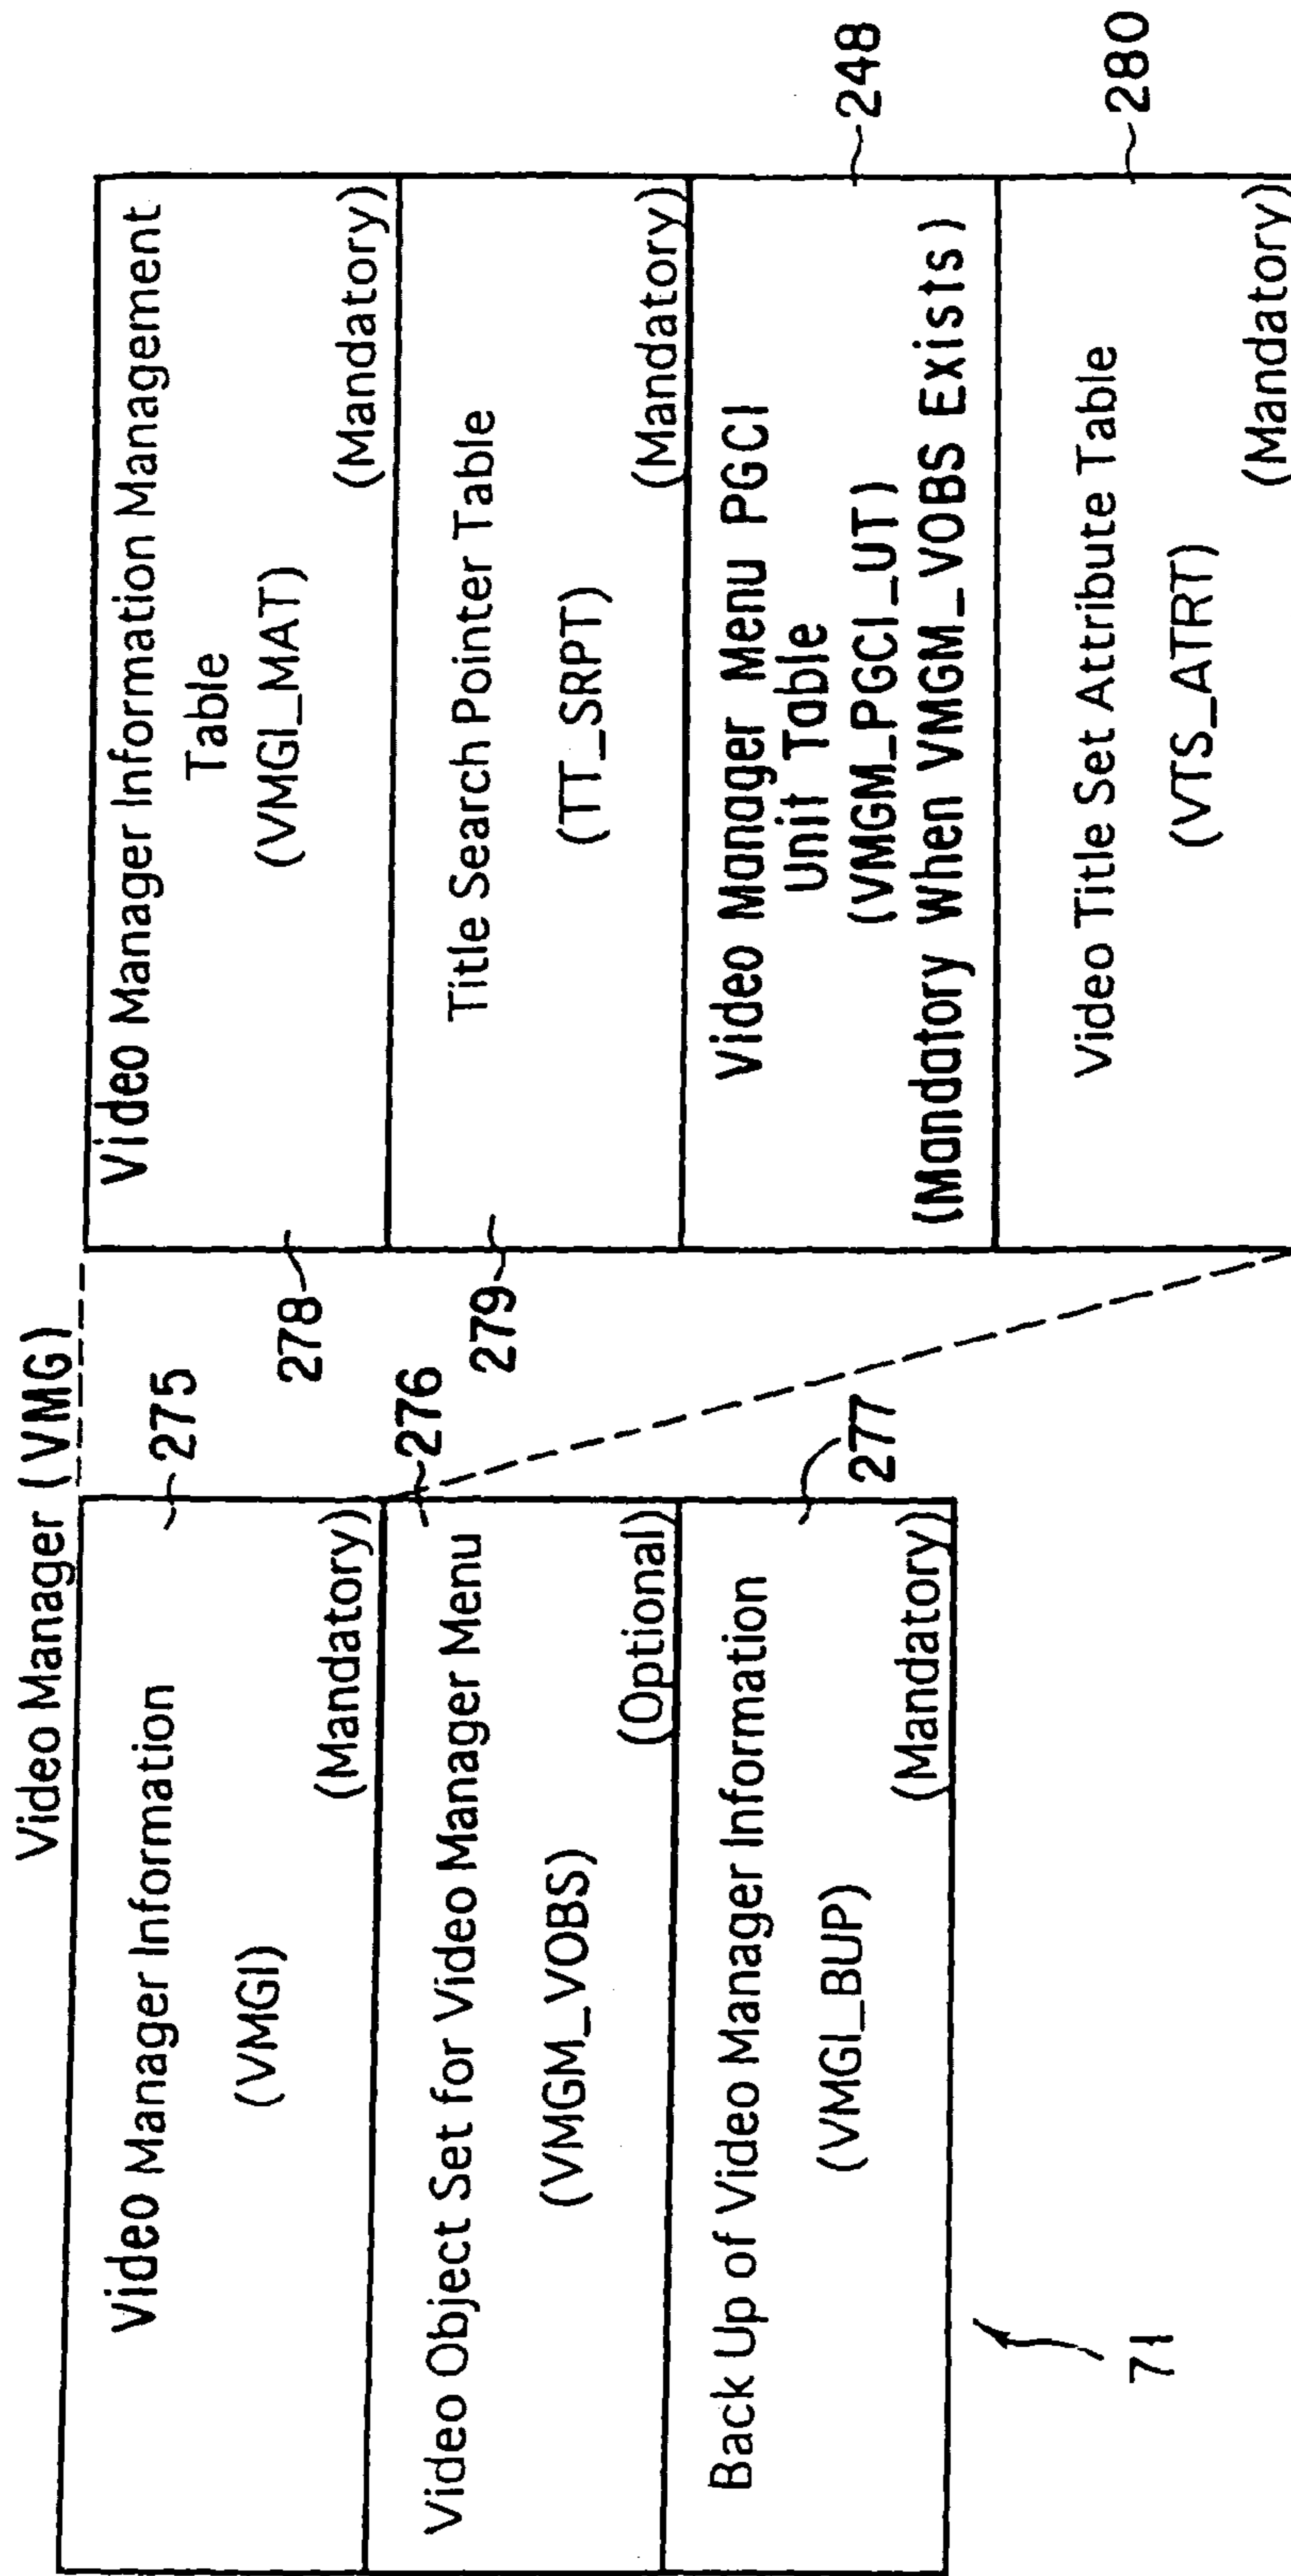 Video Manager (VMG)
Video Manager Information
(VMGI)
(Mandatory)
275
Video Object Set for Video Manager Menu
(VMGM_VOBS)
(Optional)
276
Back Up of Video Manager Information
(VMGI_BUP)
(Mandatory)
277
71
Video Manager Information Management
Table
(VMGI_MAT)
(Mandatory)
278
Title Search Pointer Table
(TT_SRPT)
(Mandatory)
279
Video Manager Menu PGCI
Unit Table
(VMGM_PGCI_UT)
(Mandatory When VMGM_VOBS Exists)
248
Video Title Set Attribute Table
(VTS_ATRT)
(Mandatory)
280